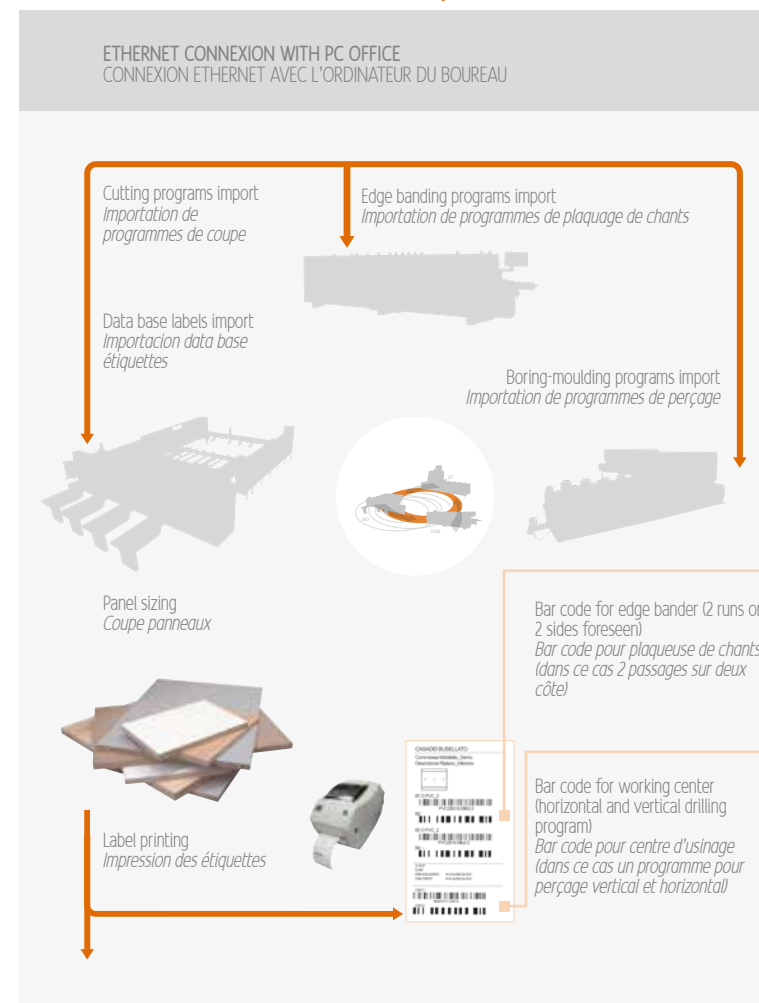 ETHERNET CONNEXION WITH PC OFFICE
CONNEXION ETHERNET AVEC L'ORDINATEUR DU BOUREAU
Cutting programs import
Importation de
programmes de coupe
Edge banding programs import
Importation de programmes de plaquage de chants
Data base labels import
Importacion data base
étiquettes
Boring-moulding programs import
Importation de programmes de perçage
Panel sizing
Coupe panneaux
Bar code for edge bander (2 runs on
2 sides foreseen)
Bar code pour plaqueuse de chants
(dans ce cas 2 passages sur deux
côte)
CASADEI BUSELLATO
Commessa Mobiletto_Demo
Descrizione Ripiano_Inferiore
Bar code for working center
(horizontal and vertical drilling
program)
Bar code pour centre d'usinage
(dans ce cas un programme pour
perçage vertical et horizontal)
Label printing
Impression des étiquettes